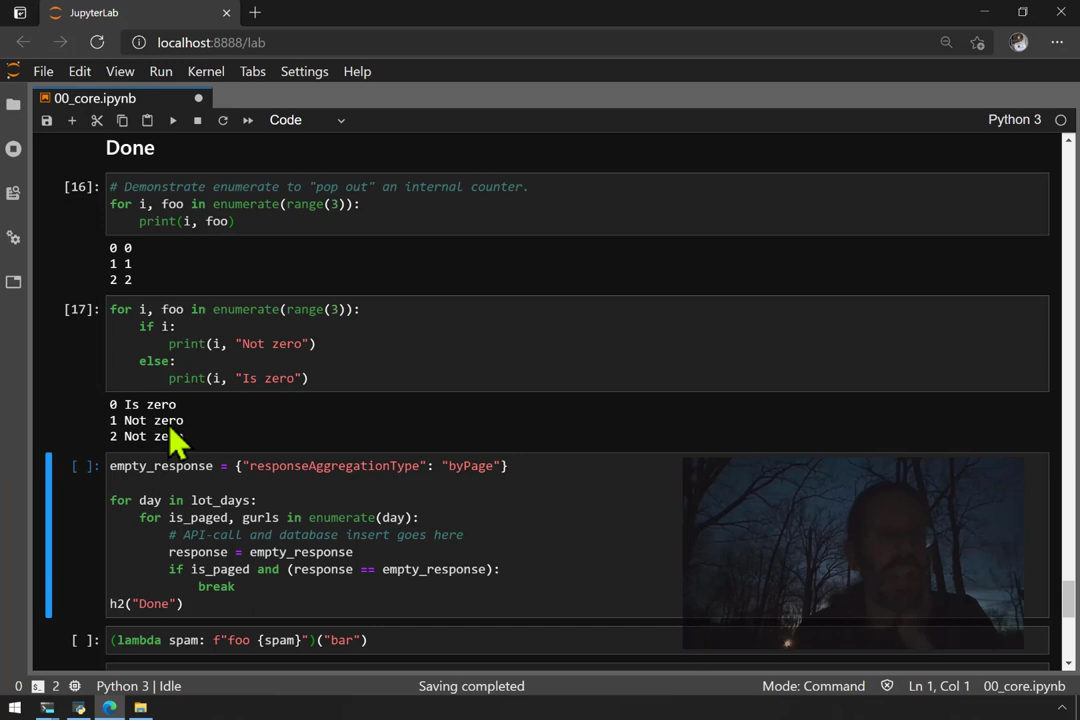 JupyterLab
localhost:8888/lab
File Edit View Run Kernel Tabs Settings Help
00_core.ipynb
Code
Python 3
Done
[16]:
# Demonstrate enumerate to "pop out" an internal counter.
for i, foo in enumerate(range(3)):
print(i, foo)
0 0
1 1
2 2
[17]:
for i, foo in enumerate(range(3)):
if i:
print(i, "Not zero")
else:
print(i, "Is zero")
0 Is zero
1 Not zero
2 Not
[ ]:
empty_response = {"responseAggregationType": "byPage"}
for day in lot_days:
for is_paged, gurls in enumerate(day):
# API-call and database insert goes here
response = empty_response
if is_paged and (response == empty_response):
break
h2("Done")
[ ]:
(lambda spam: f"foo {spam}")("bar")
0 2 Python 3 | Idle Saving completed Mode: Command Ln 1, Col 1 00_core.ipynb